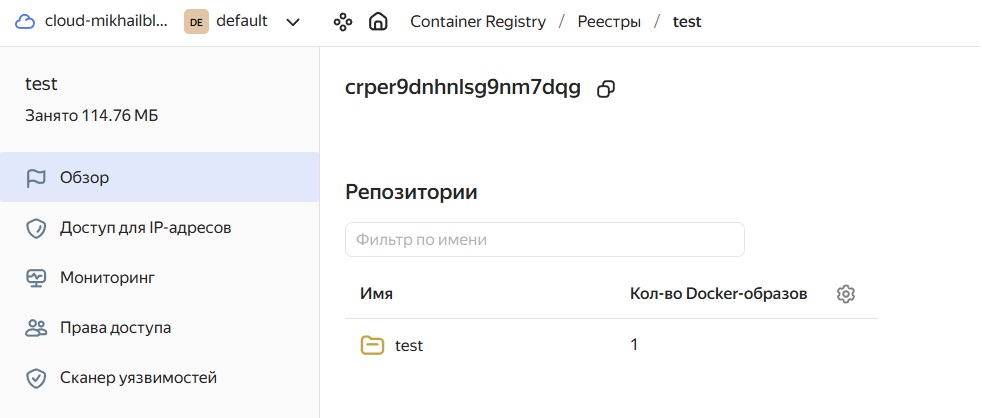 cloud-mikhailbl... DE default Container Registry / Реестры / test
test
Занято 114.76 МБ
Обзор
Доступ для IP-адресов
Мониторинг
Права доступа
Сканер уязвимостей
crper9dnhnlsg9nm7dqg
Репозитории
Фильтр по имени
Имя Кол-во Docker-образов
test 1